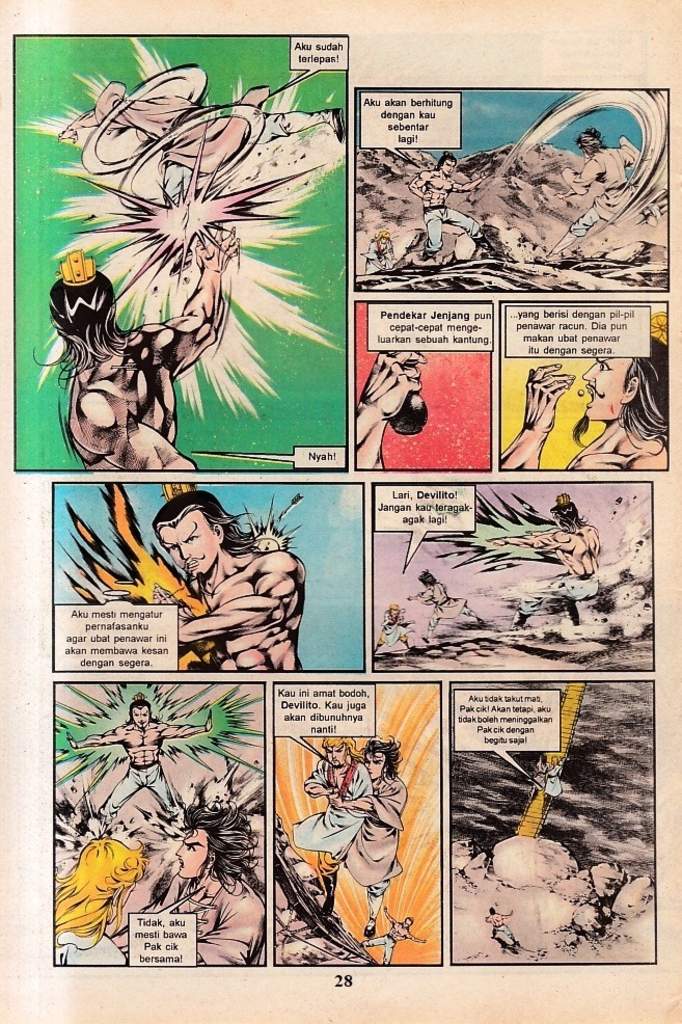 Aku sudah
terlepas!
Nyah!
Aku akan berhitung
dengan kau
sebentar
lagi!
Pendekar Jenjang pun
cepat-cepat menge-
luarkan sebuah kantung.
...yang berisi dengan pil-pil
penawar racun. Dia pun
makan ubat penawar
itu dengan segera.
Aku mesti mengatur
pernafasanku
agar ubat penawar ini
akan membawa kesan
dengan segera.
Lari, Devilito!
Jangan kau teragak-
agak lagi!
Tidak, aku
mesti bawa
Pak cik
bersama!
Kau ini amat bodoh,
Devilito. Kau juga
akan dibunuhnya
nanti!
Aku tidak takut mati,
Pak cik! Akan tetapi, aku
tidak boleh meninggalkan
Pak cik dengan
begitu saja!
28